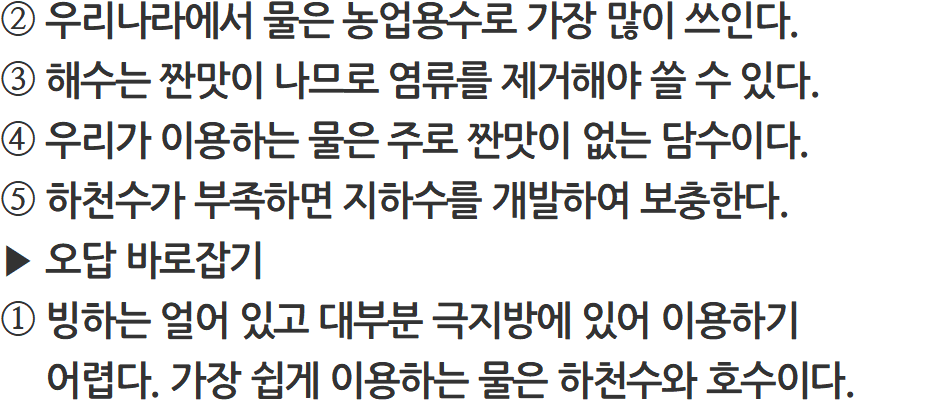 ② 우리나라에서 물은 농업용수로 가장 많이 쓰인다.
③ 해수는 짠맛이 나므로 염류를 제거해야 쓸 수 있다.
④ 우리가 이용하는 물은 주로 짠맛이 없는 담수이다.
⑤ 하천수가 부족하면 지하수를 개발하여 보충한다.
▶ 오답 바로잡기
① 빙하는 얼어 있고 대부분 극지방에 있어 이용하기
어렵다. 가장 쉽게 이용하는 물은 하천수와 호수이다.